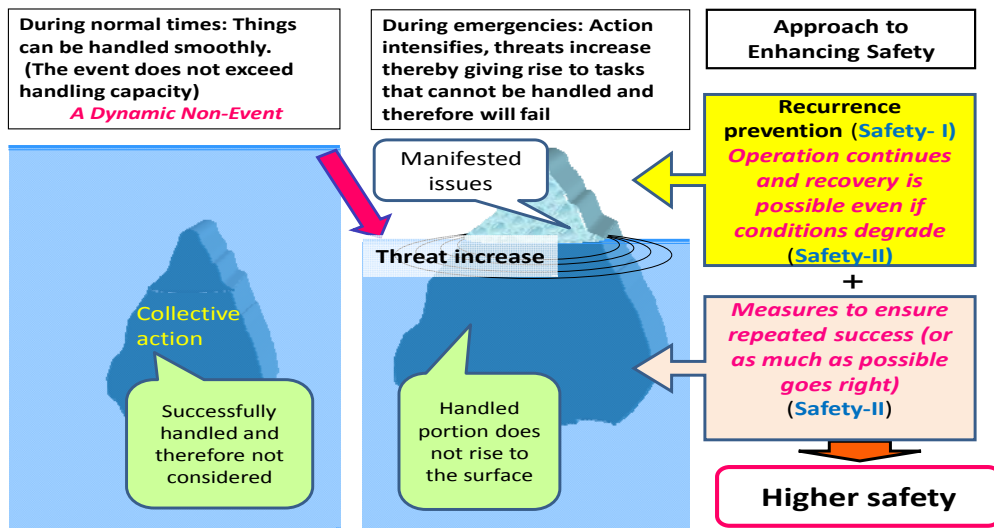 During normal times: Things
can be handled smoothly.
(The event does not exceed
handling capacity)
A Dynamic Non-Event
During emergencies: Action
intensifies, threats increase
thereby giving rise to tasks
that cannot be handled and
therefore will fail
Approach to
Enhancing Safety
Manifested
issues
Threat increase
Collective
action
Successfully
handled and
therefore not
considered
Handled
portion does
not rise to
the surface
Recurrence
prevention (Safety- I)
Operation continues
and recovery is
possible even if
conditions degrade
(Safety-II)
+
Measures to ensure
repeated success (or
as much as possible
goes right)
(Safety-II)
Higher safety